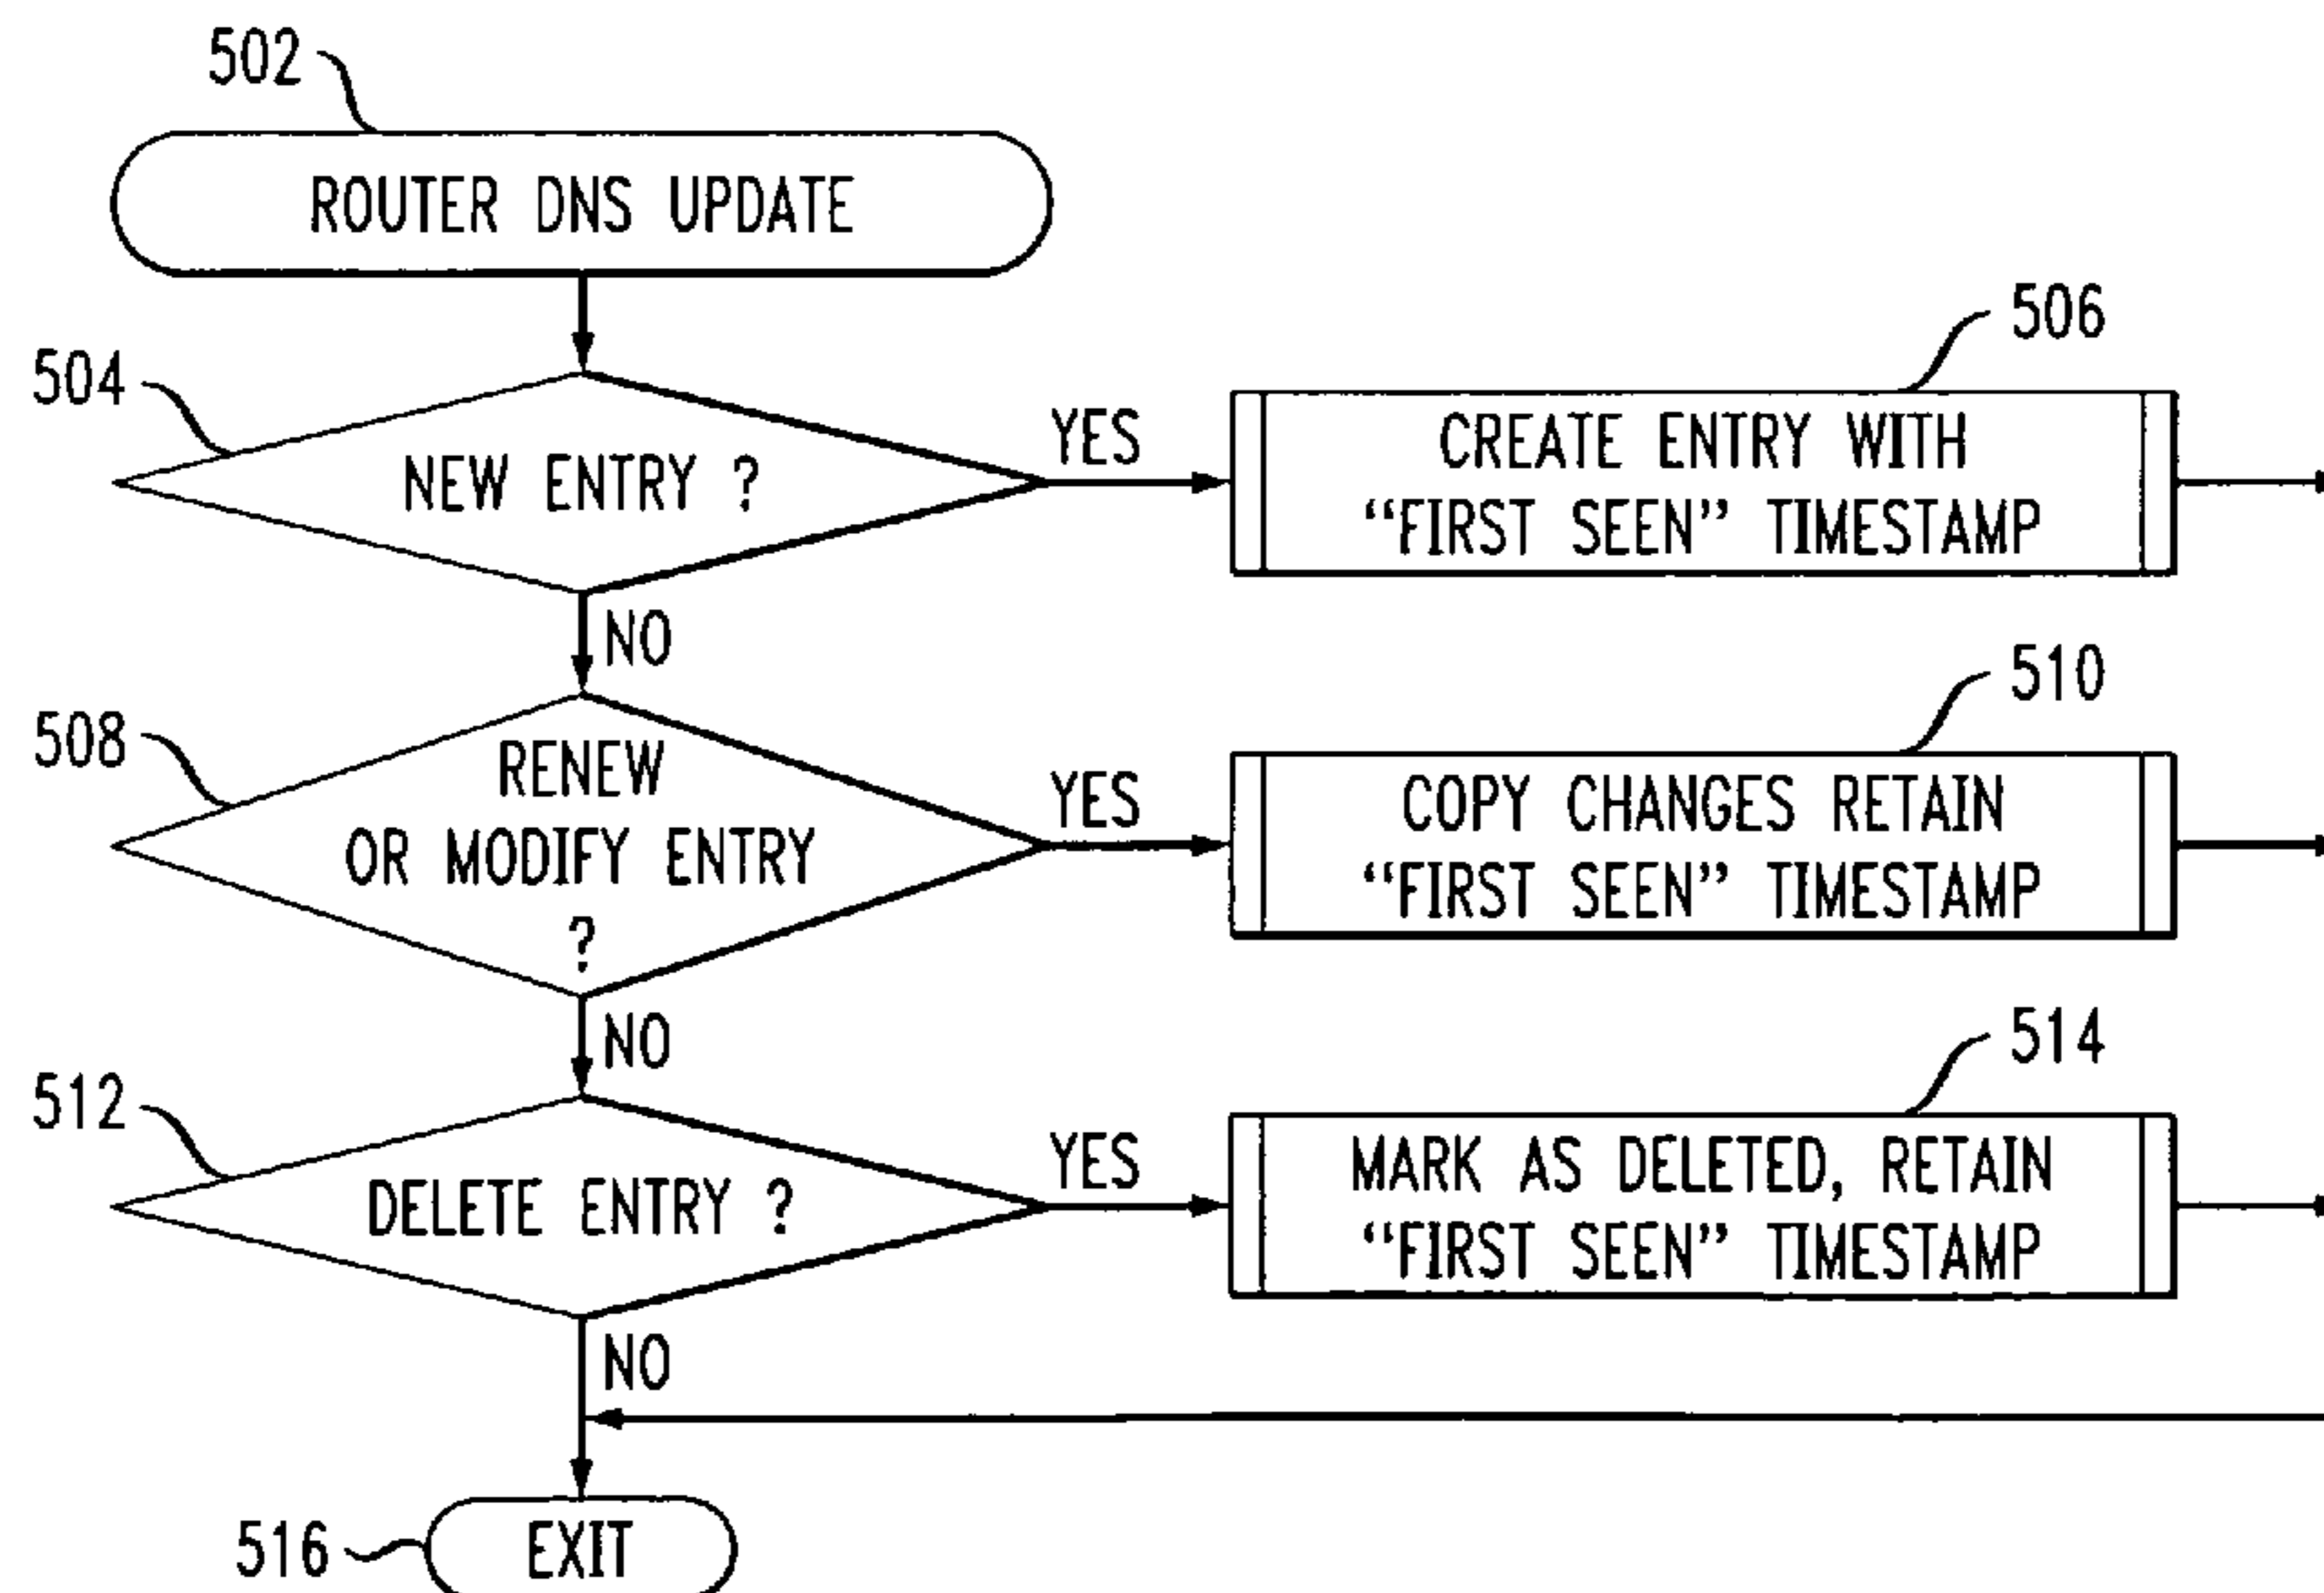 502
ROUTER DNS UPDATE
504
NEW ENTRY ?
YES
506
CREATE ENTRY WITH
“FIRST SEEN” TIMESTAMP
NO
508
RENEW
OR MODIFY ENTRY
?
YES
510
COPY CHANGES RETAIN
“FIRST SEEN” TIMESTAMP
NO
512
DELETE ENTRY ?
YES
514
MARK AS DELETED, RETAIN
“FIRST SEEN” TIMESTAMP
NO
516
EXIT